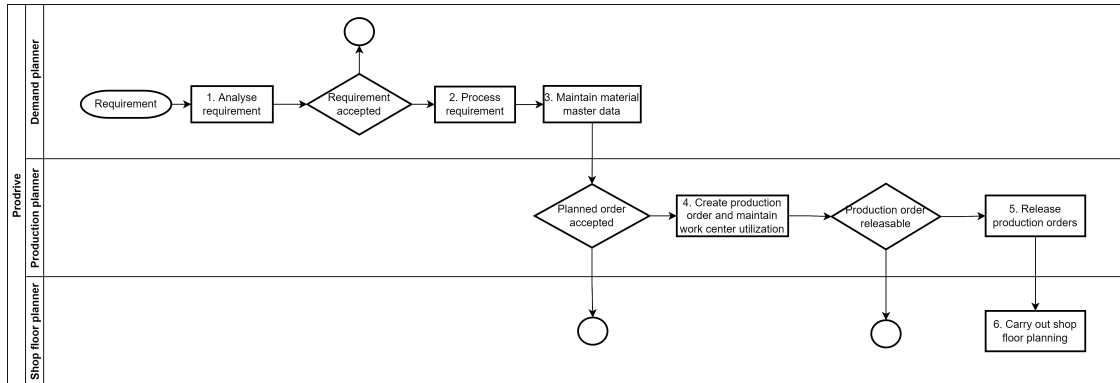 Prodrive
Demand planner
Requirement
1. Analyse
requirement
Requirement
accepted
2. Process
requirement
3. Maintain material
master data
Production planner
Planned order
accepted
4. Create production
order and maintain
work center utilization
Production order
releasable
5. Release
production orders
Shop floor planner
6. Carry out shop
floor planning